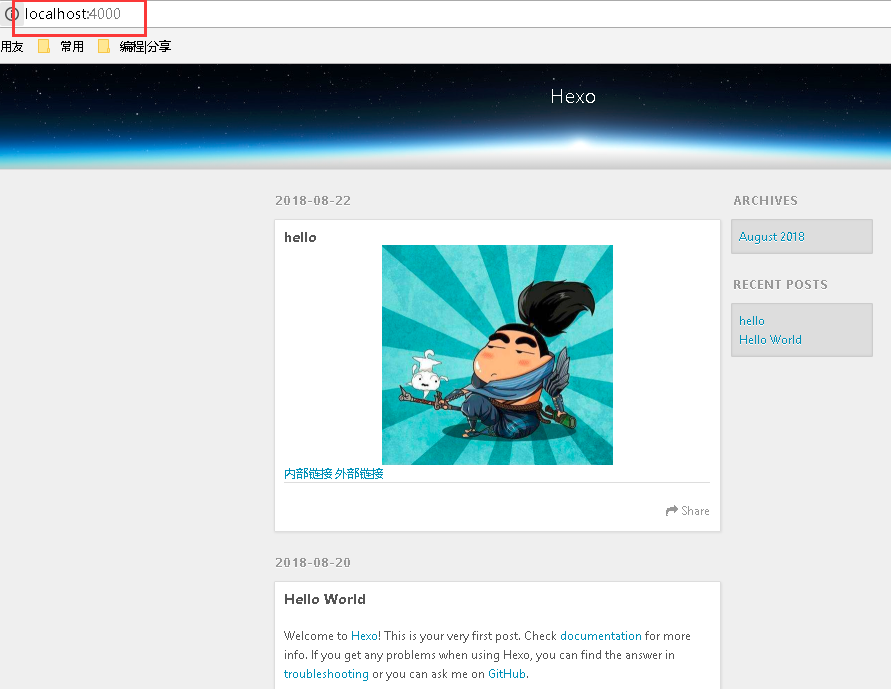 localhost:4000
用友 常用 编程|分享
Hexo
2018-08-22
hello
内部链接 外部链接
Share
2018-08-20
Hello World
Welcome to Hexo! This is your very first post. Check documentation for more
info. If you get any problems when using Hexo, you can find the answer in
troubleshooting or you can ask me on GitHub.
ARCHIVES
August 2018
RECENT POSTS
hello
Hello World